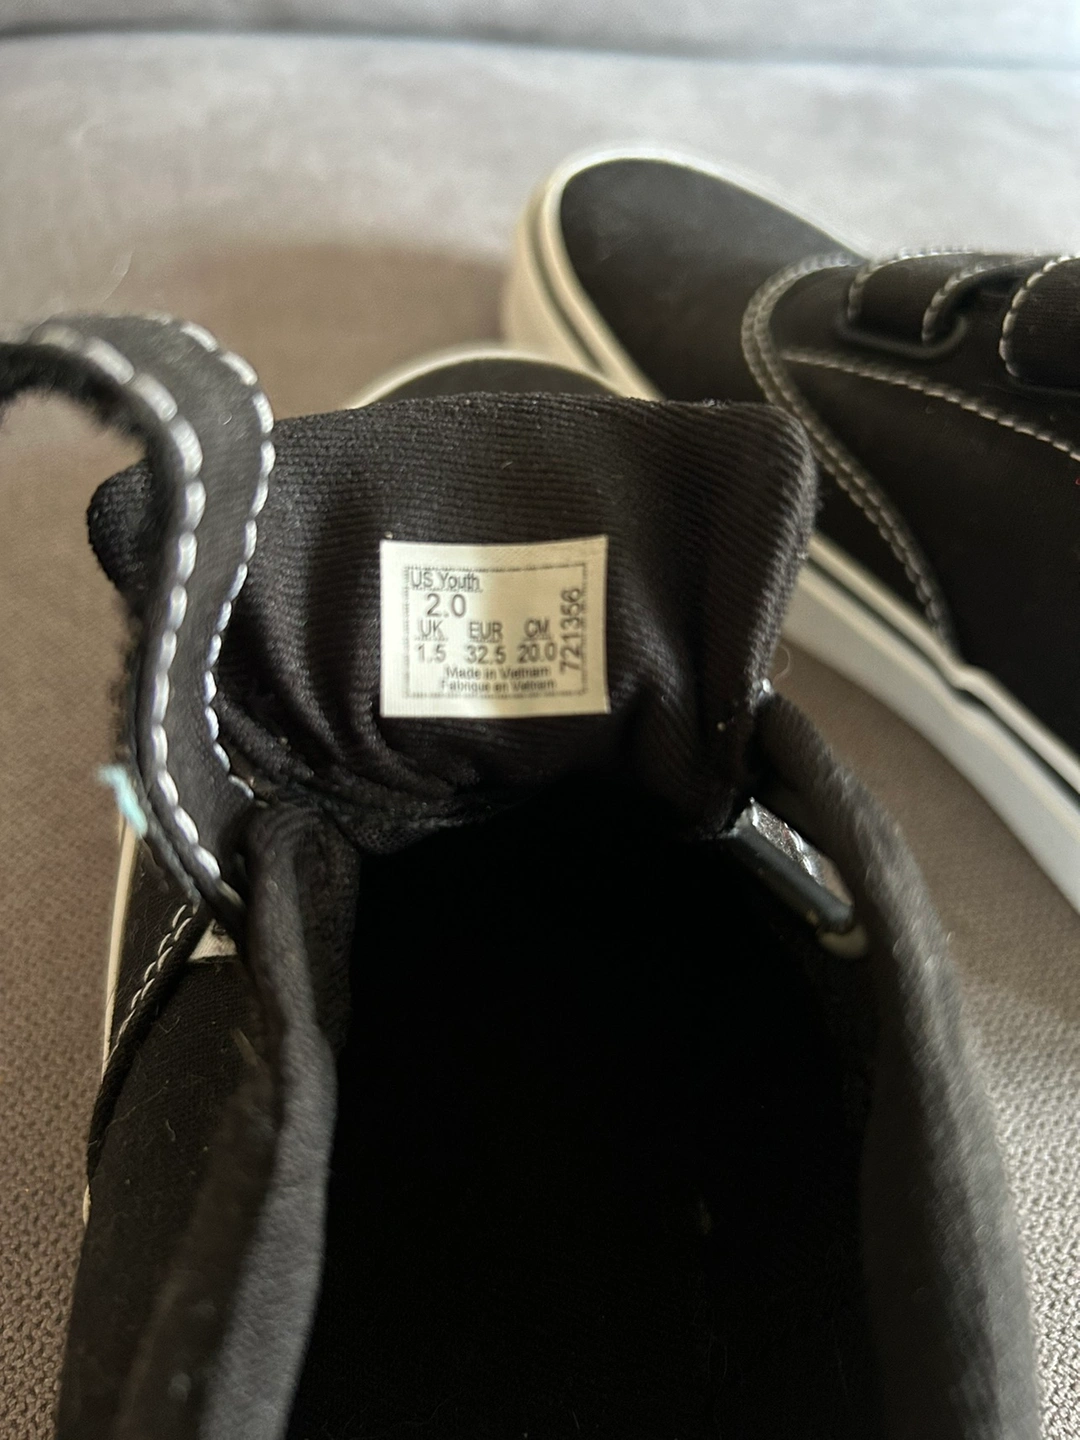 US Youth
2.0
UK EUR CM
1.5 32.5 20.0
Made in Vietnam
Fabriqué en Vietnam
721356